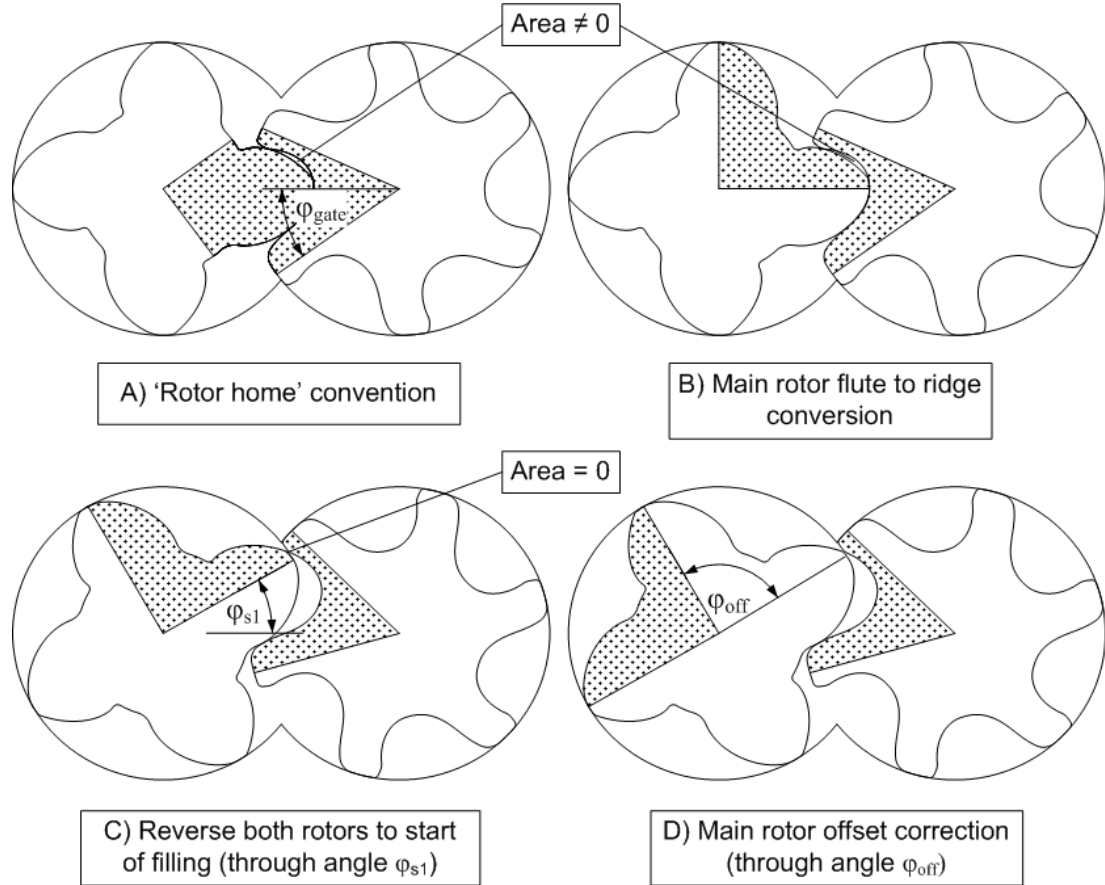 Area ≠ 0
φgate
A) ‘Rotor home’ convention
B) Main rotor flute to ridge
conversion
Area = 0
φs1
φoff
C) Reverse both rotors to start
of filling (through angle φs1)
D) Main rotor offset correction
(through angle φoff)